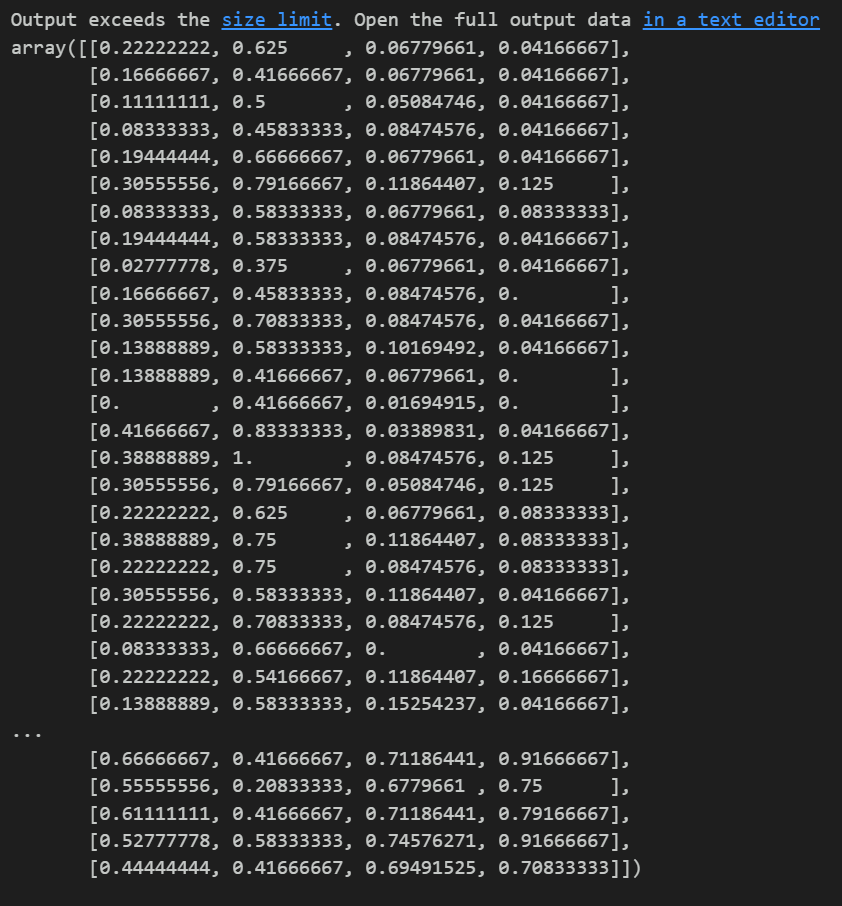 Output exceeds the size limit. Open the full output data in a text editor
array([[0.22222222, 0.625     , 0.06779661, 0.04166667],
       [0.16666667, 0.41666667, 0.06779661, 0.04166667],
       [0.11111111, 0.5       , 0.05084746, 0.04166667],
       [0.08333333, 0.45833333, 0.08474576, 0.04166667],
       [0.19444444, 0.66666667, 0.06779661, 0.04166667],
       [0.30555556, 0.79166667, 0.11864407, 0.125     ],
       [0.08333333, 0.58333333, 0.06779661, 0.08333333],
       [0.19444444, 0.58333333, 0.08474576, 0.04166667],
       [0.02777778, 0.375     , 0.06779661, 0.04166667],
       [0.16666667, 0.45833333, 0.08474576, 0.        ],
       [0.30555556, 0.70833333, 0.08474576, 0.04166667],
       [0.13888889, 0.58333333, 0.10169492, 0.04166667],
       [0.13888889, 0.41666667, 0.06779661, 0.        ],
       [0.        , 0.41666667, 0.01694915, 0.        ],
       [0.41666667, 0.83333333, 0.03389831, 0.04166667],
       [0.38888889, 1.        , 0.08474576, 0.125     ],
       [0.30555556, 0.79166667, 0.05084746, 0.125     ],
       [0.22222222, 0.625     , 0.06779661, 0.08333333],
       [0.38888889, 0.75      , 0.11864407, 0.08333333],
       [0.22222222, 0.75      , 0.08474576, 0.08333333],
       [0.30555556, 0.58333333, 0.11864407, 0.04166667],
       [0.22222222, 0.70833333, 0.08474576, 0.125     ],
       [0.08333333, 0.66666667, 0.        , 0.04166667],
       [0.22222222, 0.54166667, 0.11864407, 0.16666667],
       [0.13888889, 0.58333333, 0.15254237, 0.04166667],
...
       [0.66666667, 0.41666667, 0.71186441, 0.91666667],
       [0.55555556, 0.20833333, 0.6779661 , 0.75      ],
       [0.61111111, 0.41666667, 0.71186441, 0.79166667],
       [0.52777778, 0.58333333, 0.74576271, 0.91666667],
       [0.44444444, 0.41666667, 0.69491525, 0.70833333]])